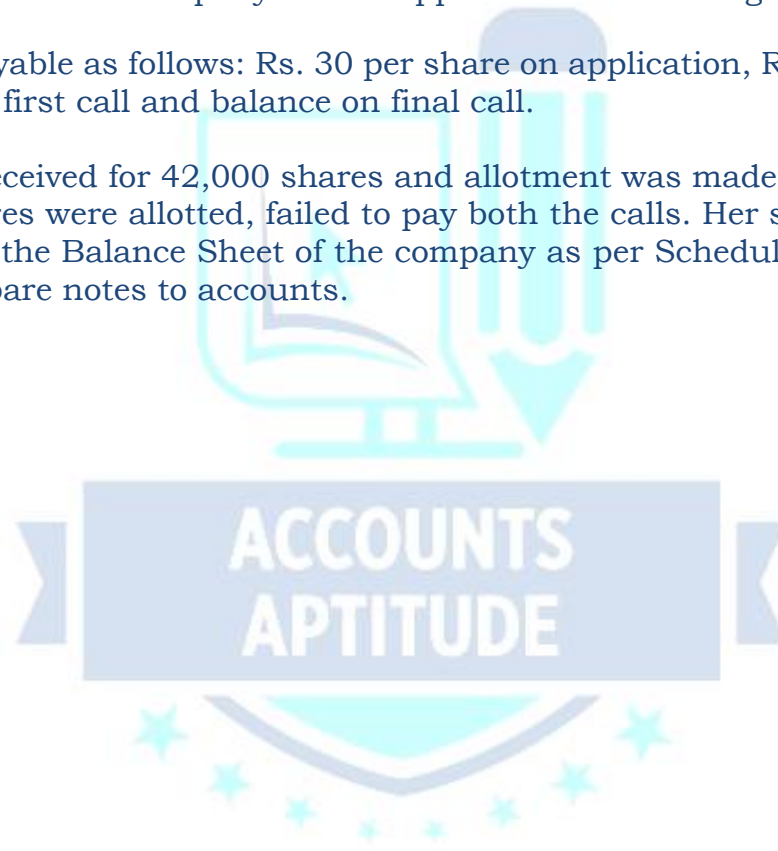 yable as follows: Rs. 30 per share on application, R
first call and balance on final call.
eceived for 42,000 shares and allotment was made
res were allotted, failed to pay both the calls. Her s
the Balance Sheet of the company as per Schedul
pare notes to accounts.
ACCOUNTS
APTITUDE